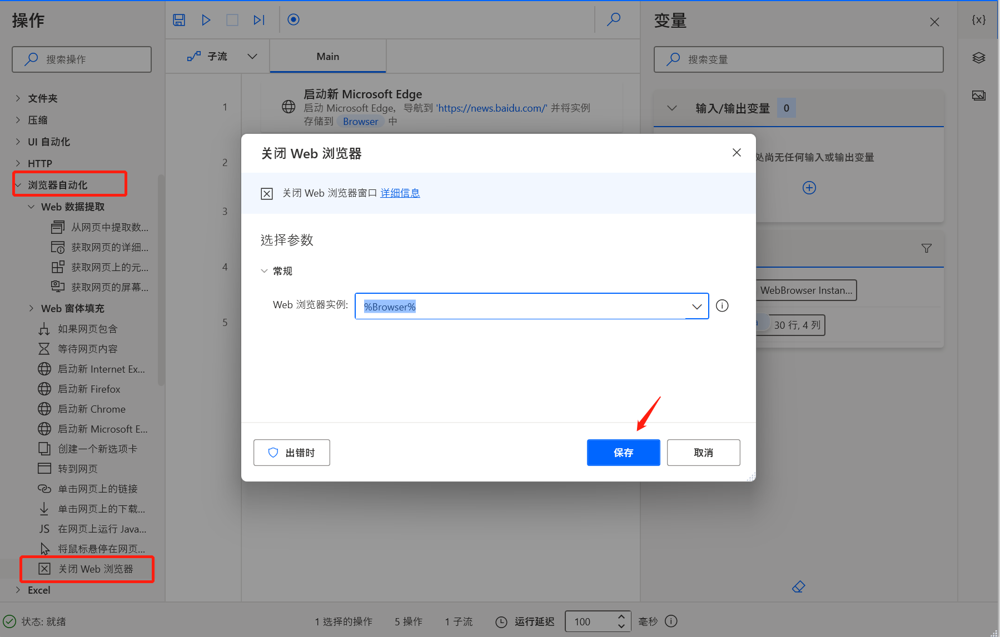 操作
搜索操作
文件夹
压缩
UI 自动化
HTTP
浏览器自动化
Web 数据提取
从网页中提取数...
获取网页的详细...
获取网页上的元...
获取网页的屏幕...
Web 窗体填充
如果网页包含
等待网页内容
启动新 Internet Ex...
启动新 Firefox
启动新 Chrome
启动新 Microsoft E...
创建一个新选项卡
转到网页
单击网页上的链接
单击网页上的下载...
JS 在网页上运行 Java...
将鼠标悬停在网页...
关闭 Web 浏览器
Excel
子流
Main
1
启动新 Microsoft Edge
启动 Microsoft Edge，导航到 'https://news.baidu.com/' 并将实例
存储到 Browser 中
2
3
4
5
关闭 Web 浏览器
关闭 Web 浏览器窗口 详细信息
选择参数
常规
Web 浏览器实例:
%Browser%
出错时
保存
取消
变量
{x}
搜索变量
输入/输出变量 0
处尚无任何输入或输出变量
WebBrowser Instan...
a 30 行, 4 列
状态: 就绪
1 选择的操作
5 操作
1 子流
运行延迟
100
毫秒